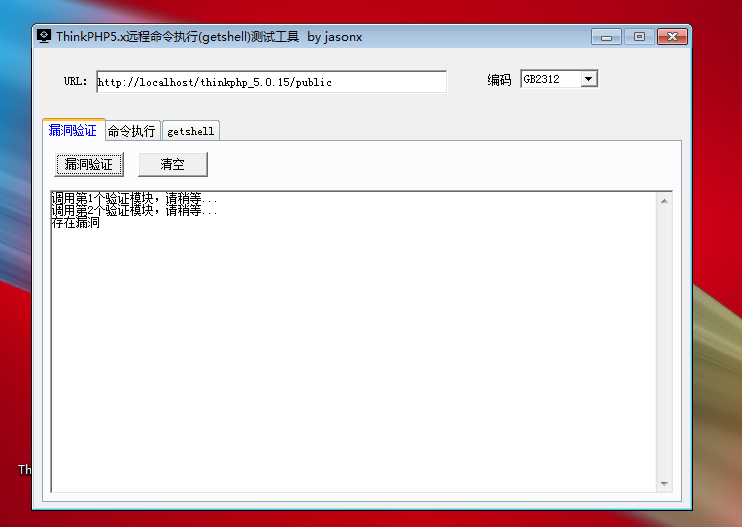 ThinkPHP5.x远程命令执行(getshell)测试工具 by jasonx
URL: http://localhost/thinkphp_5.0.15/public 编码 GB2312
漏洞验证 命令执行 getshell
漏洞验证 清空
调用第1个验证模块，请稍等...
调用第2个验证模块，请稍等...
存在漏洞
Th